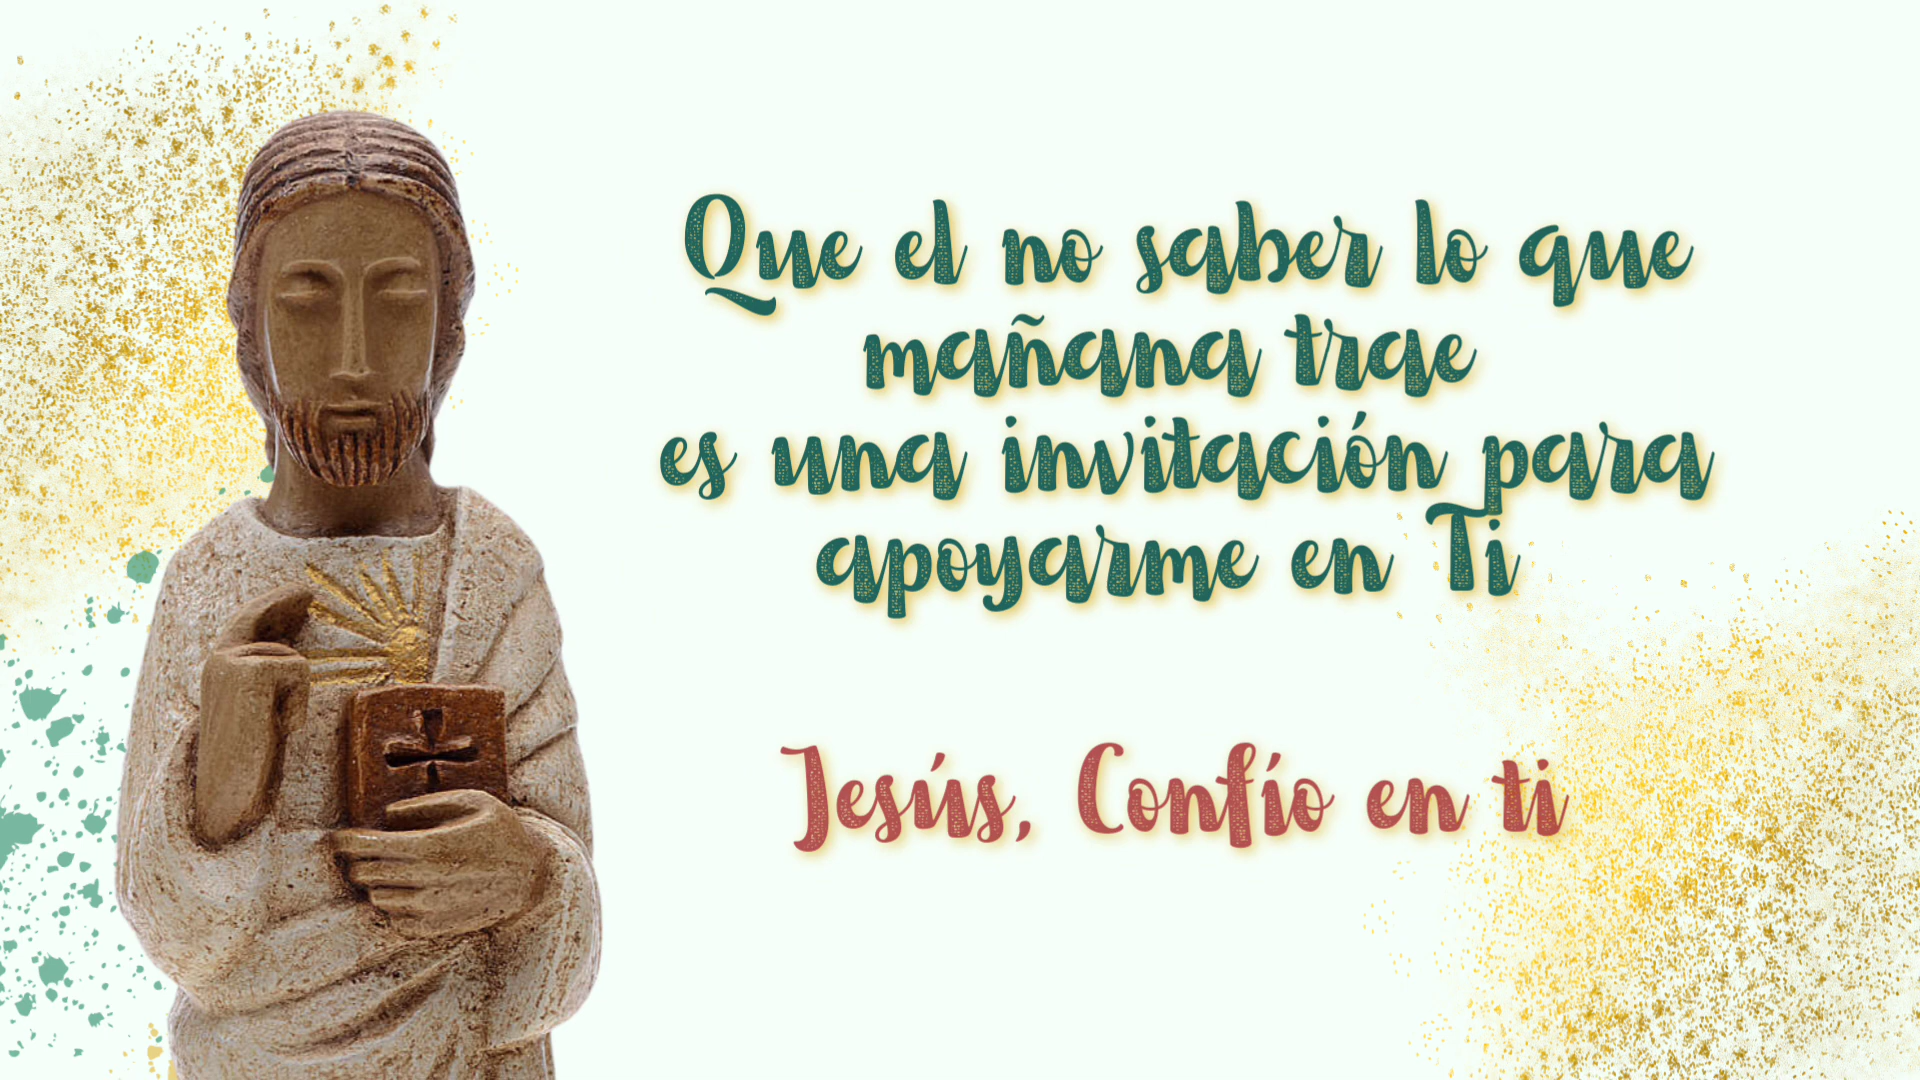 Que el no saber lo que
mañana trae
es una invitación para
apoyarme en Ti
Jesús, Confío en ti